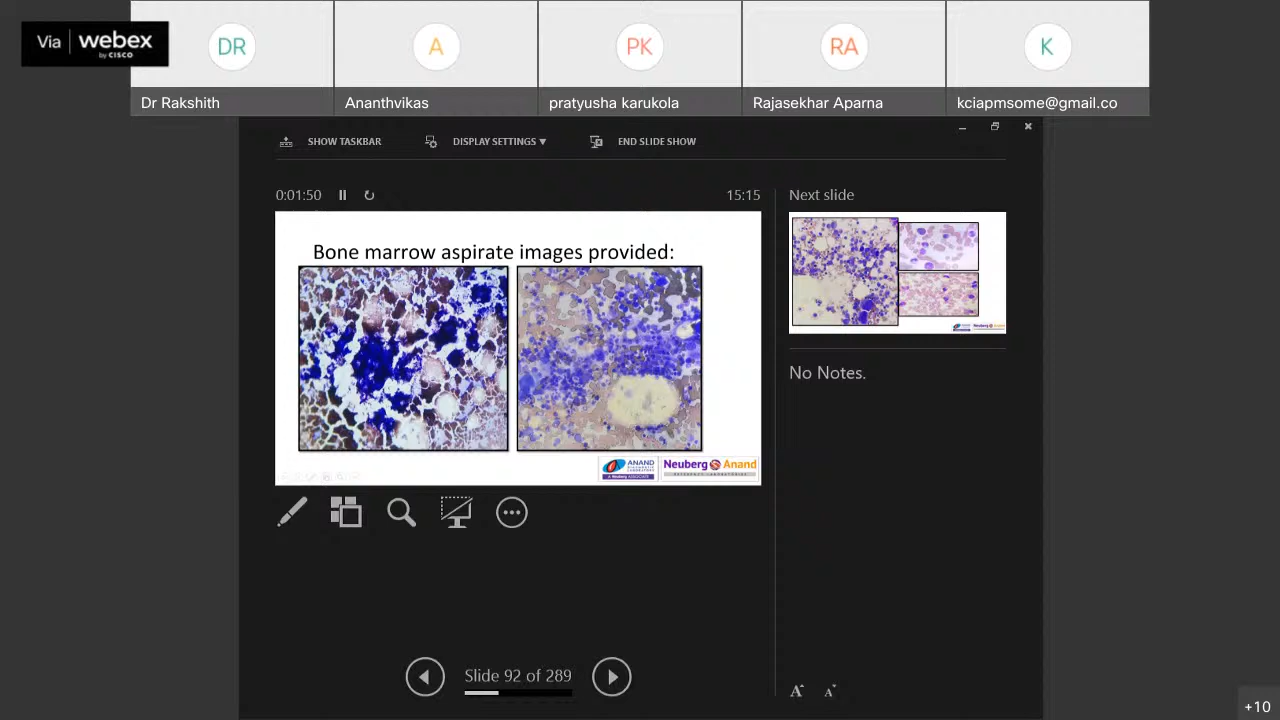 Via webex
by CISCO
DR
A
PK
RA
K
Dr Rakshith
Ananthvikas
pratyusha karukola
Rajasekhar Aparna
kciapmsome@gmail.co
SHOW TASKBAR
DISPLAY SETTINGS ▼
END SLIDE SHOW
0:01:50
15:15
Next slide
Bone marrow aspirate images provided:
ANAND
Neuberg Anand
Neuberg Anand
No Notes.
Slide 92 of 289
A
A
+10